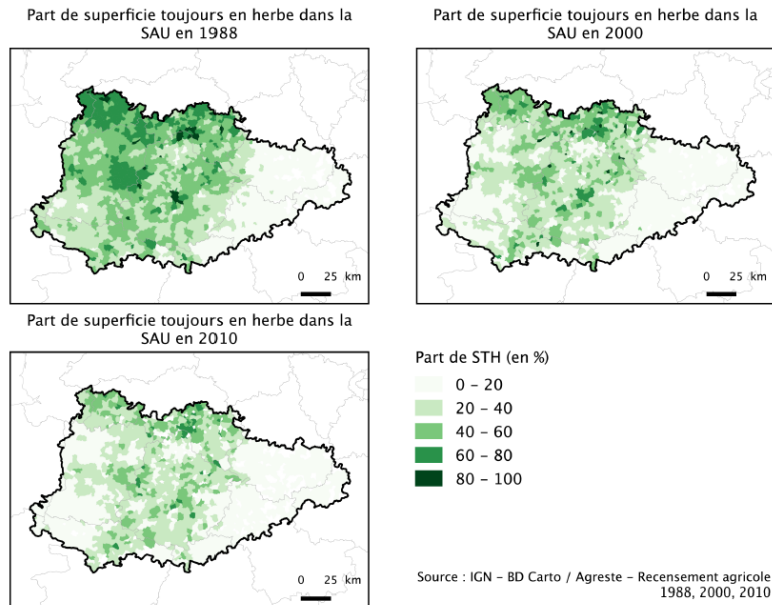 Part de superficie toujours en herbe dans la
SAU en 1988
0 25 km
Part de superficie toujours en herbe dans la
SAU en 2000
0 25 km
Part de superficie toujours en herbe dans la
SAU en 2010
0 25 km
Part de STH (en %)
0 – 20
20 – 40
40 – 60
60 – 80
80 – 100
Source : IGN – BD Carto / Agreste – Recensement agricole
1988, 2000, 2010